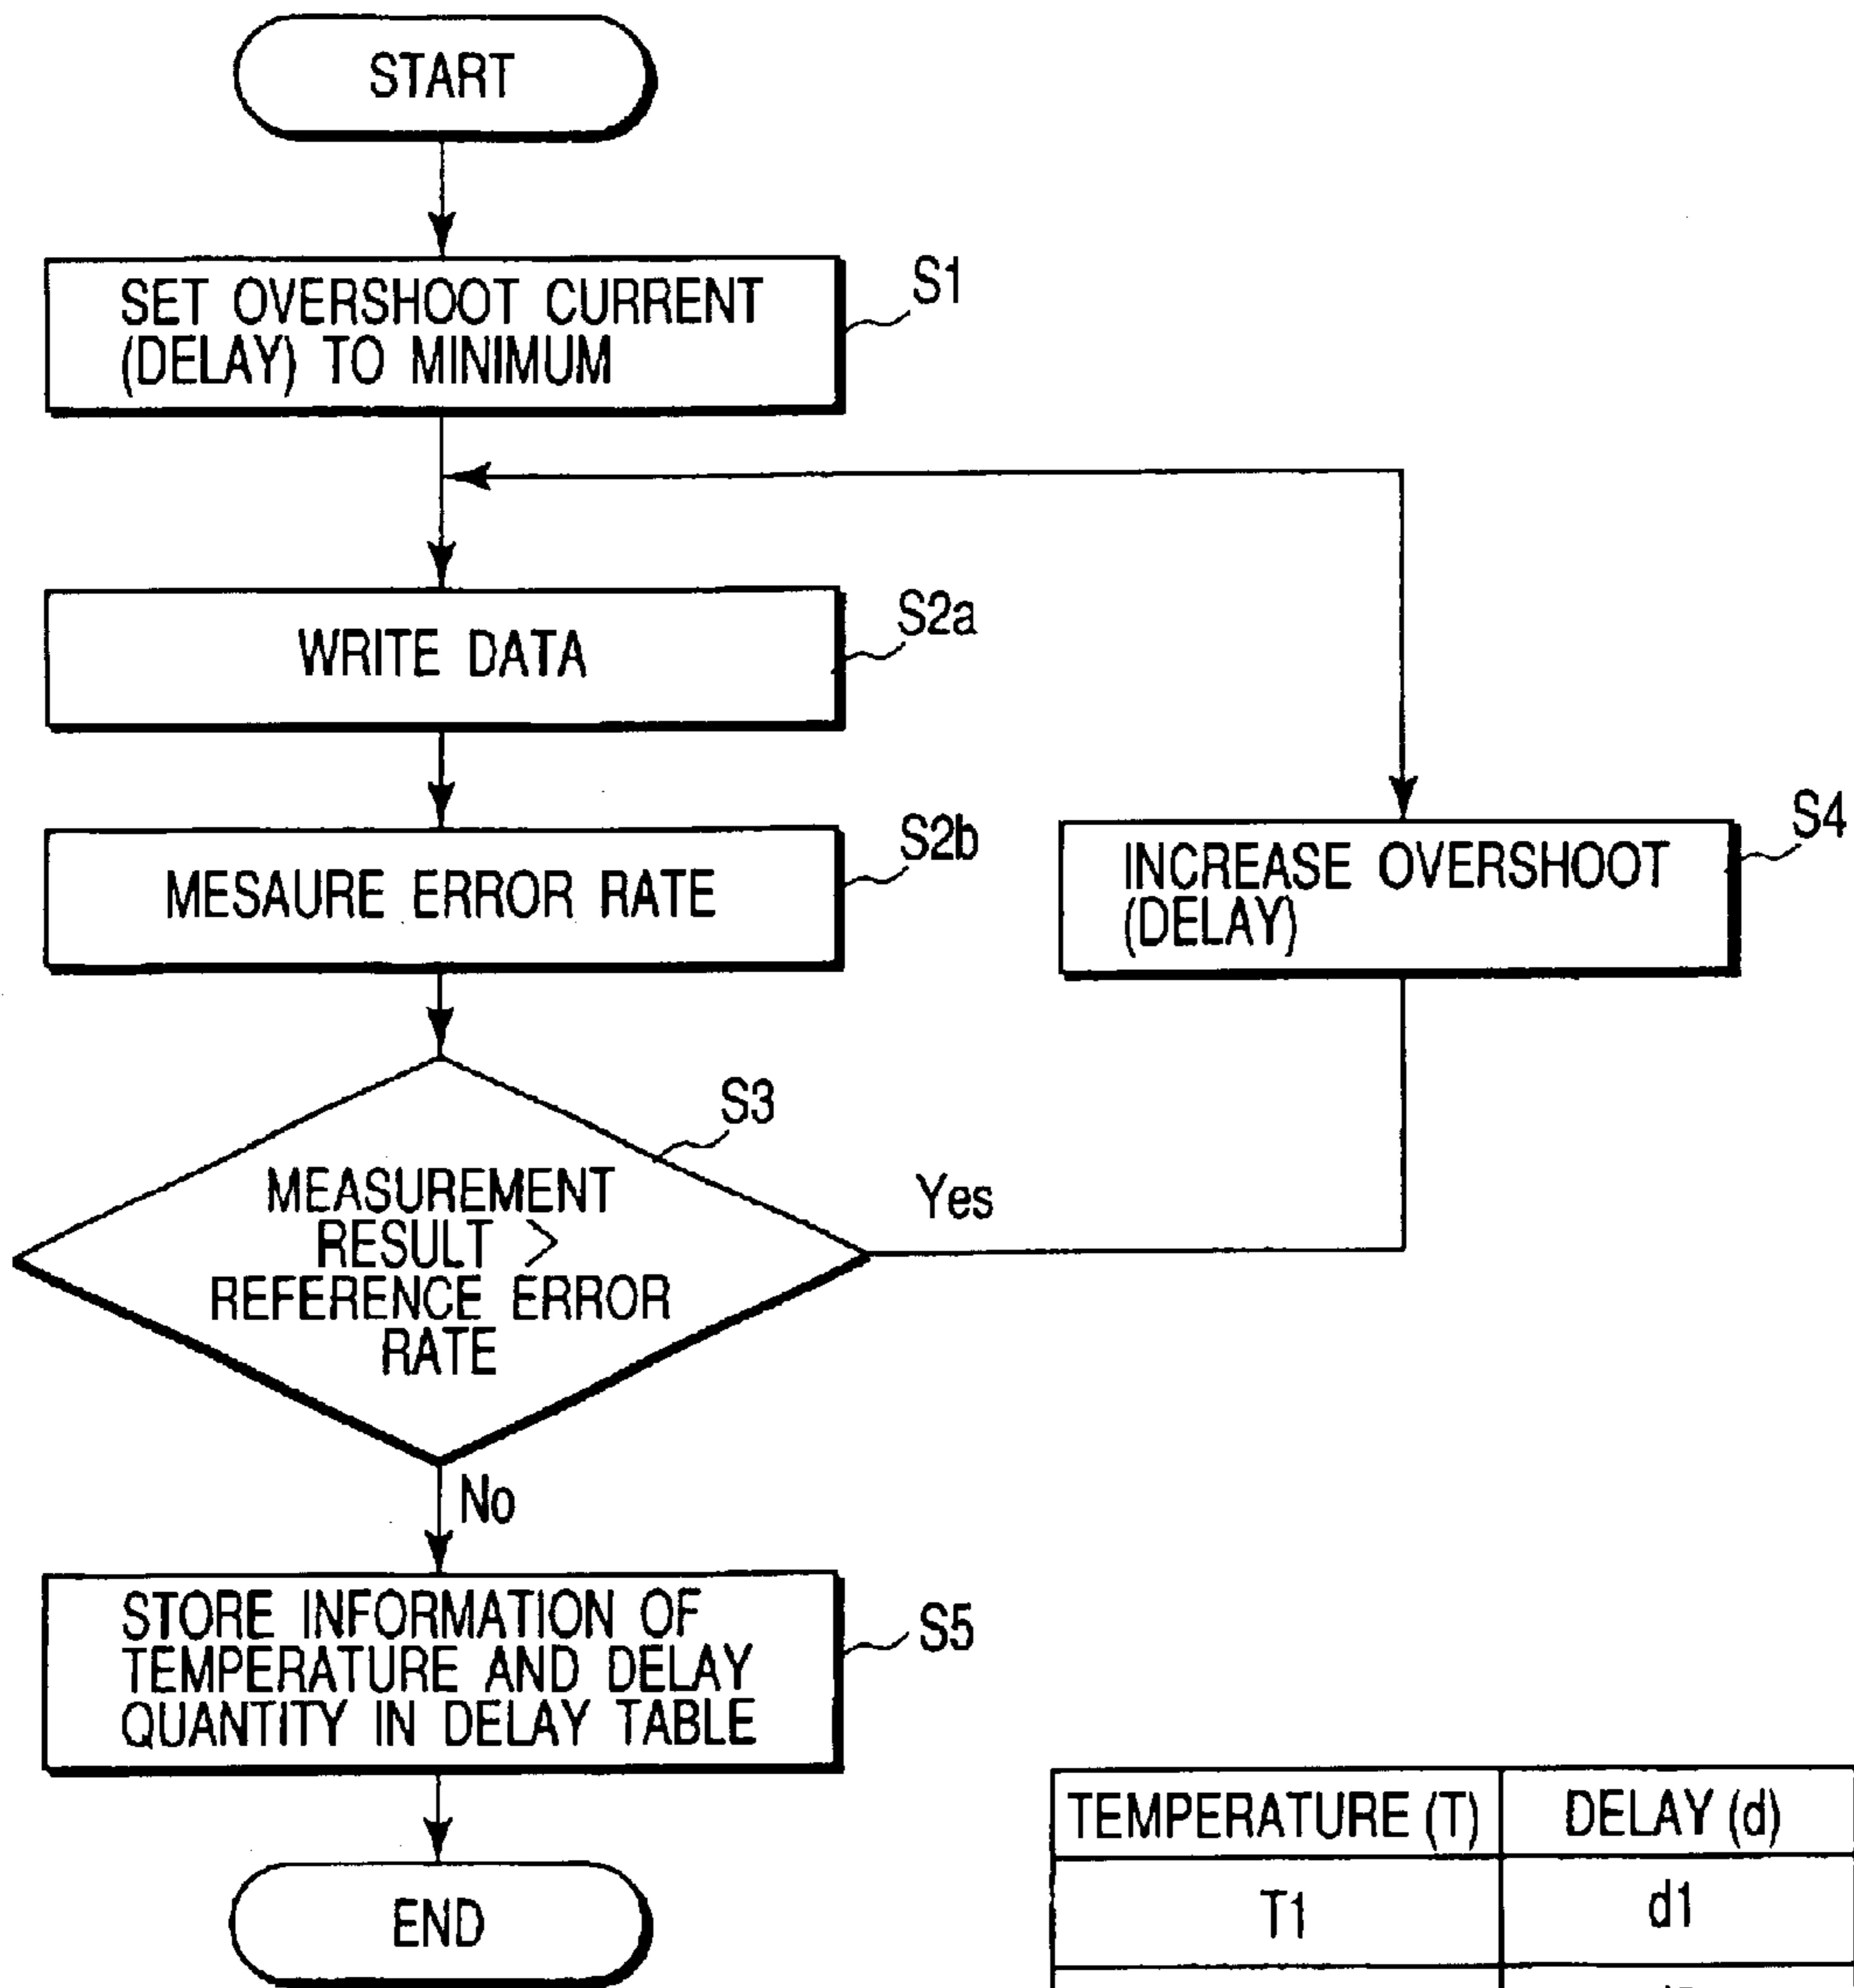 START
SET OVERSHOOT CURRENT
(DELAY) TO MINIMUM
S1
WRITE DATA
S2a
MESAURE ERROR RATE
S2b
INCREASE OVERSHOOT
(DELAY)
S4
MEASUREMENT
RESULT >
REFERENCE ERROR
RATE
S3
Yes
No
STORE INFORMATION OF
TEMPERATURE AND DELAY
QUANTITY IN DELAY TABLE
S5
END
TEMPERATURE (T) DELAY (d)
T1 d1